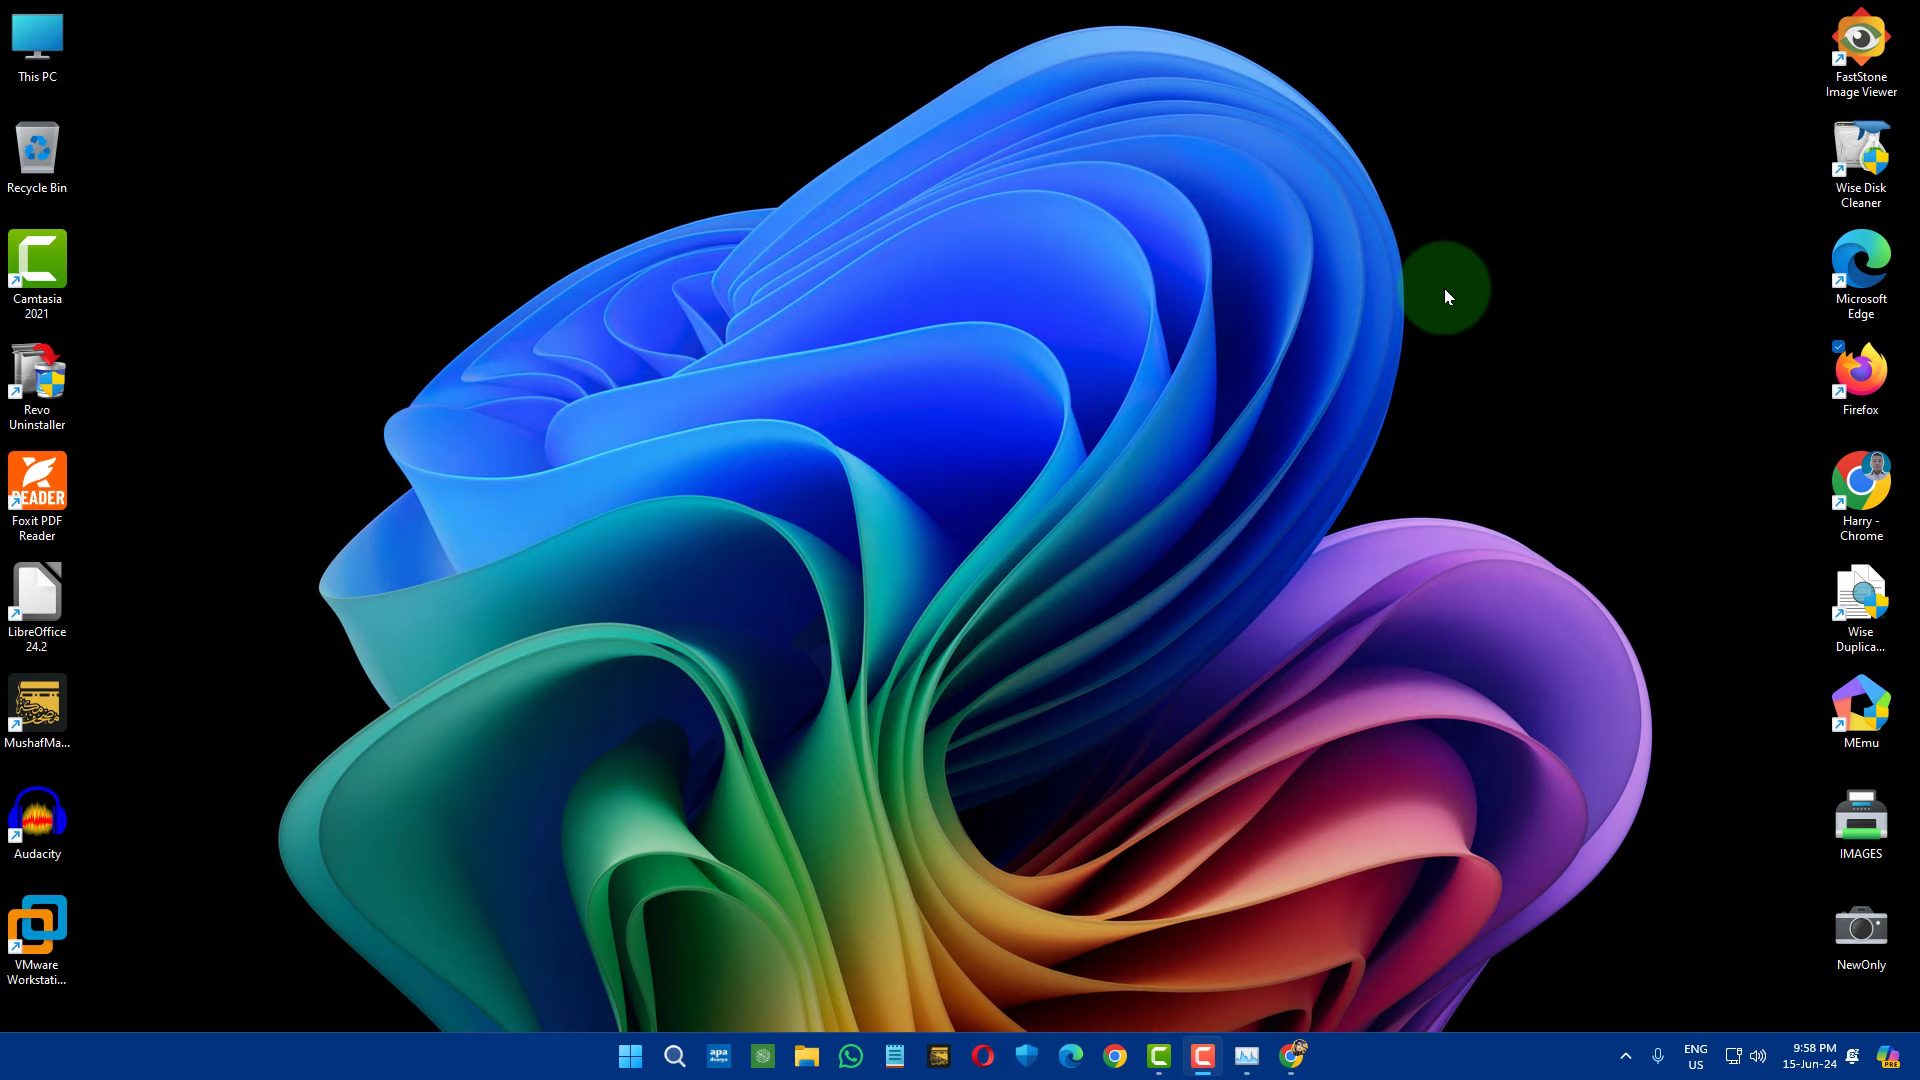 This PC
Recycle Bin
Camtasia
2021
Revo
Uninstaller
READER
Foxit PDF
Reader
LibreOffice
24.2
MushafMa...
Audacity
VMware
Workstati...
FastStone
Image Viewer
Wise Disk
Cleaner
Microsoft
Edge
Firefox
Harry -
Chrome
Wise
Duplica...
MEmu
IMAGES
NewOnly
apa
ENG
US
9:58 PM
15-Jun-24
PRE